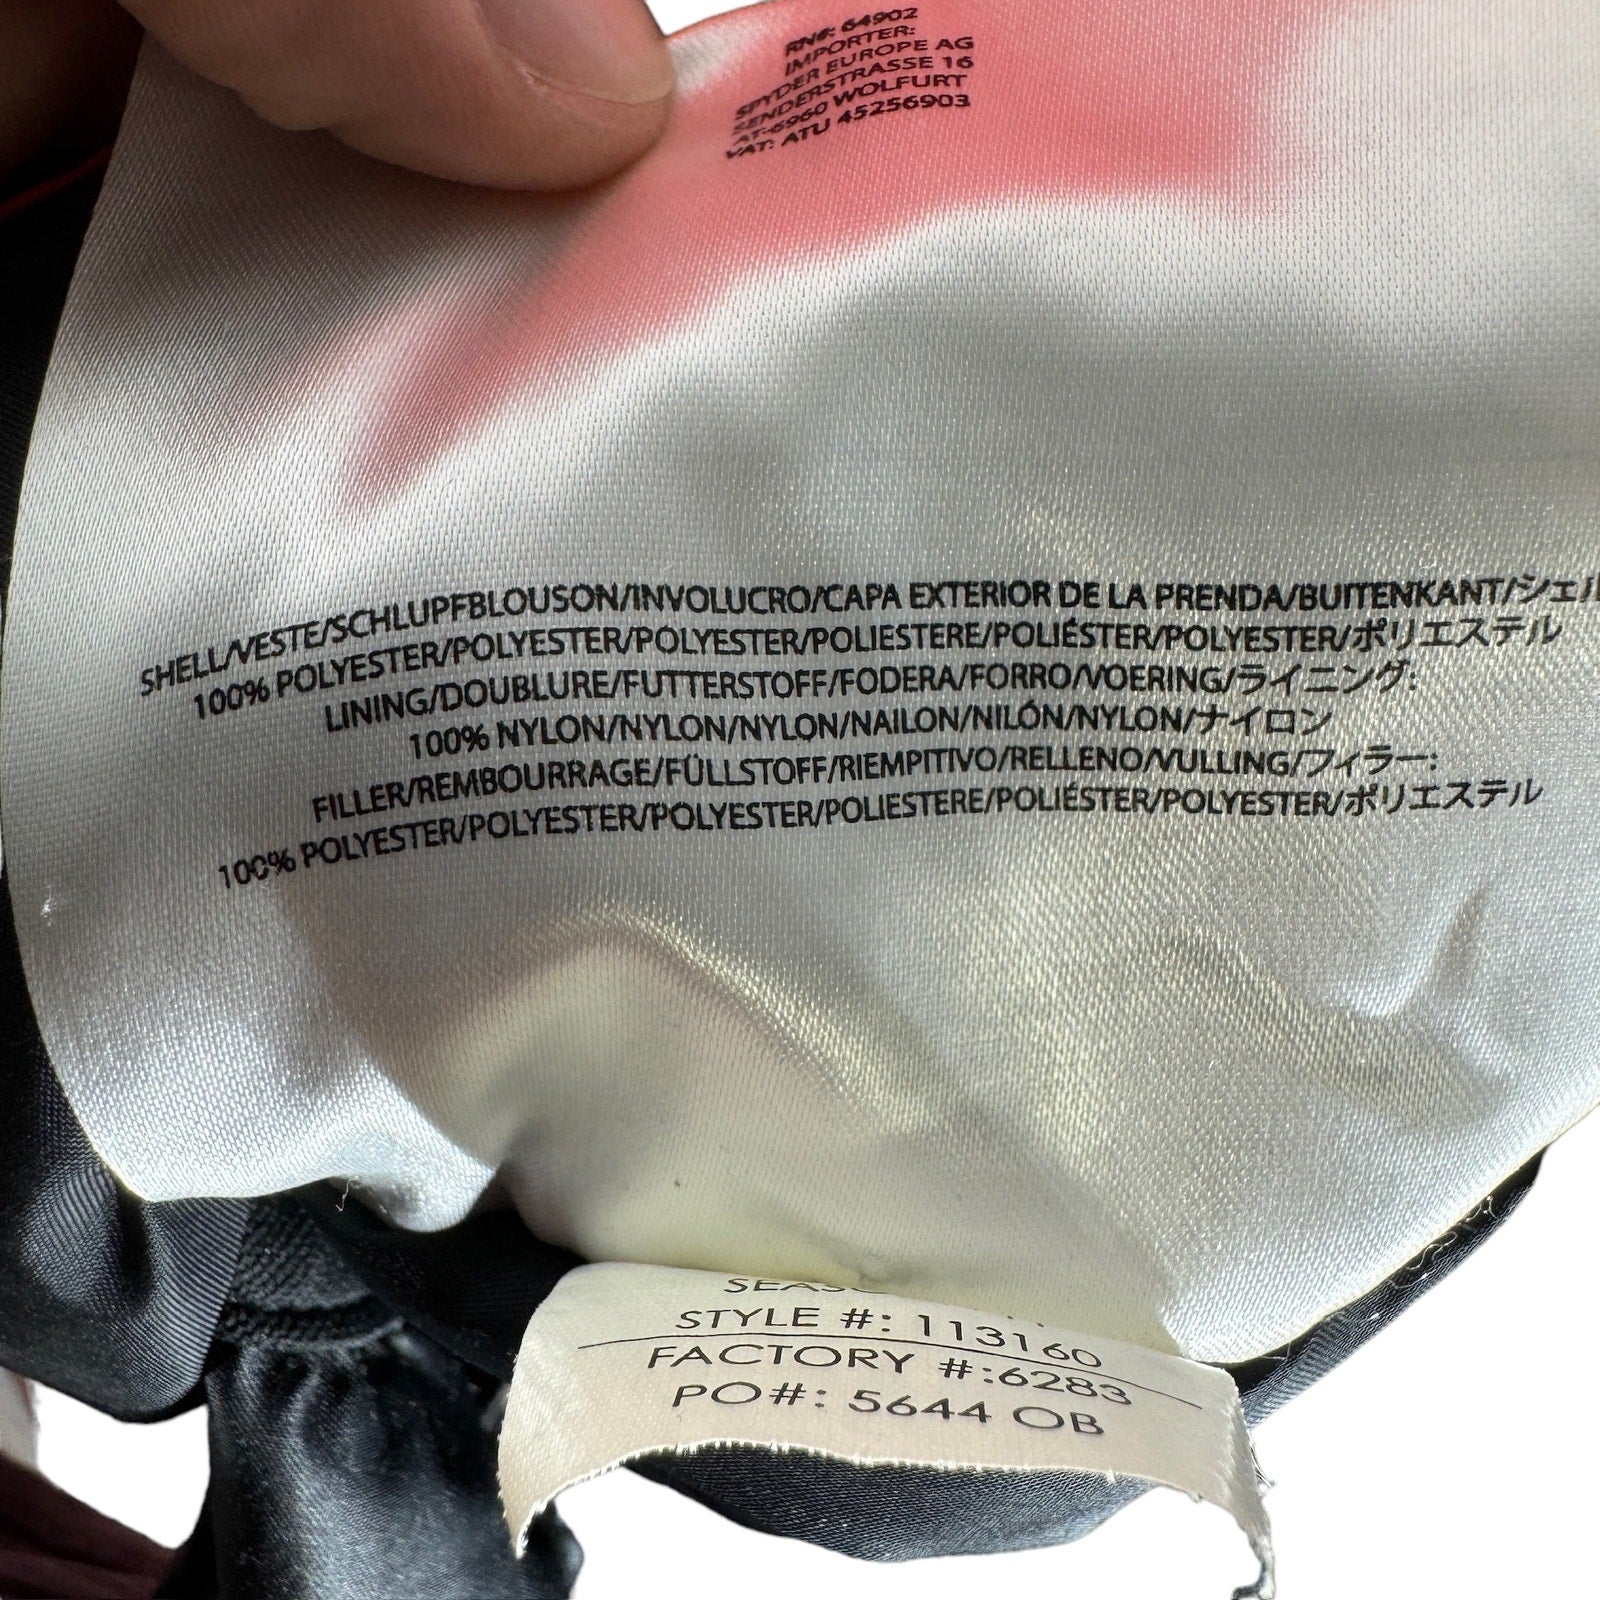 RN#: 64902
IMPORTER:
SPYDER EUROPE AG
SENDERSTRASSE 16
AT-6960 WOLFURT
VAT: ATU 45256903
SHELL/VESTE/SCHLUPFBLOUSON/INVOLUCRO/CAPA EXTERIOR DE LA PRENDA/BUITENKANT/シェル
100% POLYESTER/POLYESTER/POLYESTER/POLIESTERE/POLIÉSTER/POLYESTER/ポリエステル
LINING/DOUBLURE/FUTTERSTOFF/FODERA/FORRO/VOERING/ライニング:
100% NYLON/NYLON/NYLON/NAILON/NILÓN/NYLON/ナイロン
FILLER/REMBOURRAGE/FÜLLSTOFF/RIEMPITIVO/RELLENO/VULLING/フィラー:
100% POLYESTER/POLYESTER/POLYESTER/POLIESTERE/POLIÉSTER/POLYESTER/ポリエステル
STYLE #: 113160
FACTORY #:6283
PO#: 5644 OB